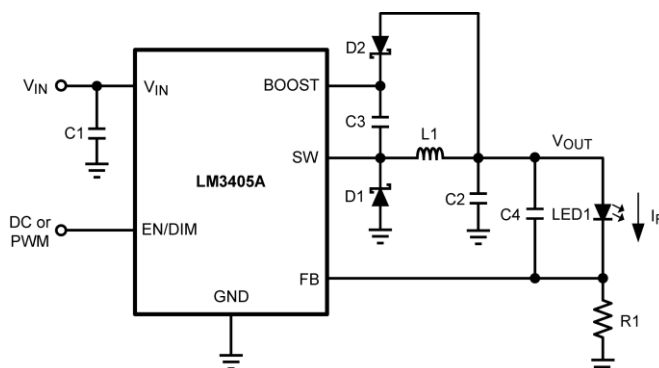 D2
VIN
VIN
BOOST
C1
C3
L1
VOUT
SW
LM3405A
D1
C2
C4
LED1
DC or
PWM
EN/DIM
FB
GND
R1